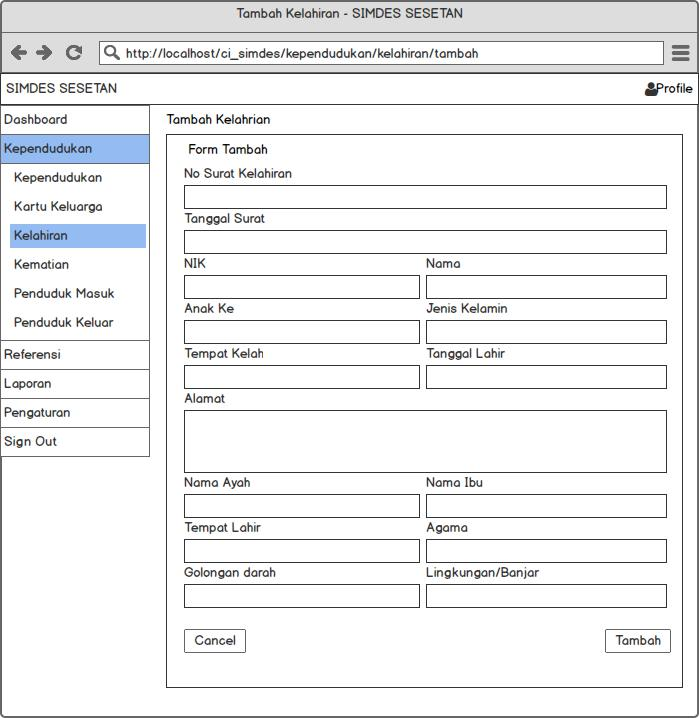 Tambah Kelahiran - SIMDES SESETAN
http://localhost/ci_simdes/kependudukan/kelahiran/tambah
SIMDES SESETAN
Profile
Dashboard
Kependudukan
Kependudukan
Kartu Keluarga
Kelahiran
Kematian
Penduduk Masuk
Penduduk Keluar
Referensi
Laporan
Pengaturan
Sign Out
Tambah Kelahrian
Form Tambah
No Surat Kelahiran
Tanggal Surat
NIK
Nama
Anak Ke
Jenis Kelamin
Tempat Kelah
Tanggal Lahir
Alamat
Nama Ayah
Nama Ibu
Tempat Lahir
Agama
Golongan darah
Lingkungan/Banjar
Cancel
Tambah